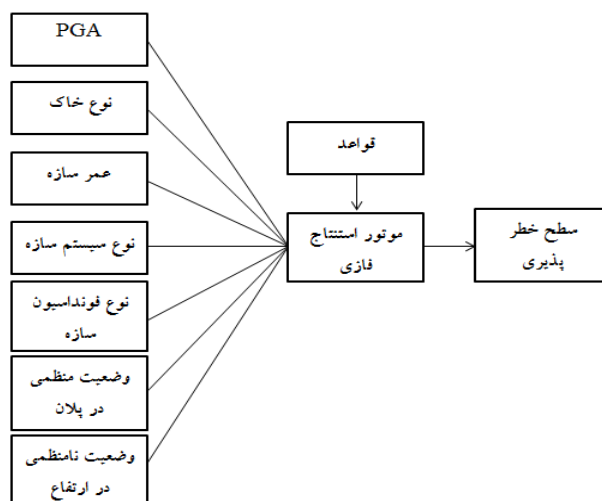 PGA
نوع خاک
عمر سازه
نوع سیستم سازه
نوع فونداسیون
سازه
وضعیت منظمی
در پلان
وضعیت نامنظمی
در ارتفاع
قواعد
موتور استنتاج
فازی
سطح خطر
پذیری